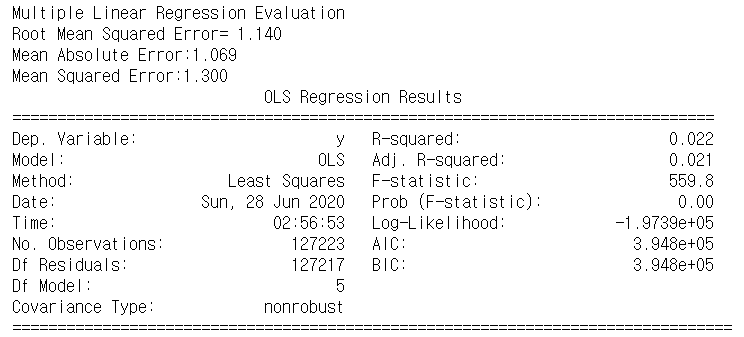 Multiple Linear Regression Evaluation
Root Mean Squared Error= 1.140
Mean Absolute Error:1.069
Mean Squared Error:1.300
OLS Regression Results
==============================================================================
Dep. Variable: y R-squared: 0.022
Model: OLS Adj. R-squared: 0.021
Method: Least Squares F-statistic: 559.8
Date: Sun, 28 Jun 2020 Prob (F-statistic): 0.00
Time: 02:56:53 Log-Likelihood: -1.9739e+05
No. Observations: 127223 AIC: 3.948e+05
Df Residuals: 127217 BIC: 3.948e+05
Df Model: 5
Covariance Type: nonrobust
==============================================================================